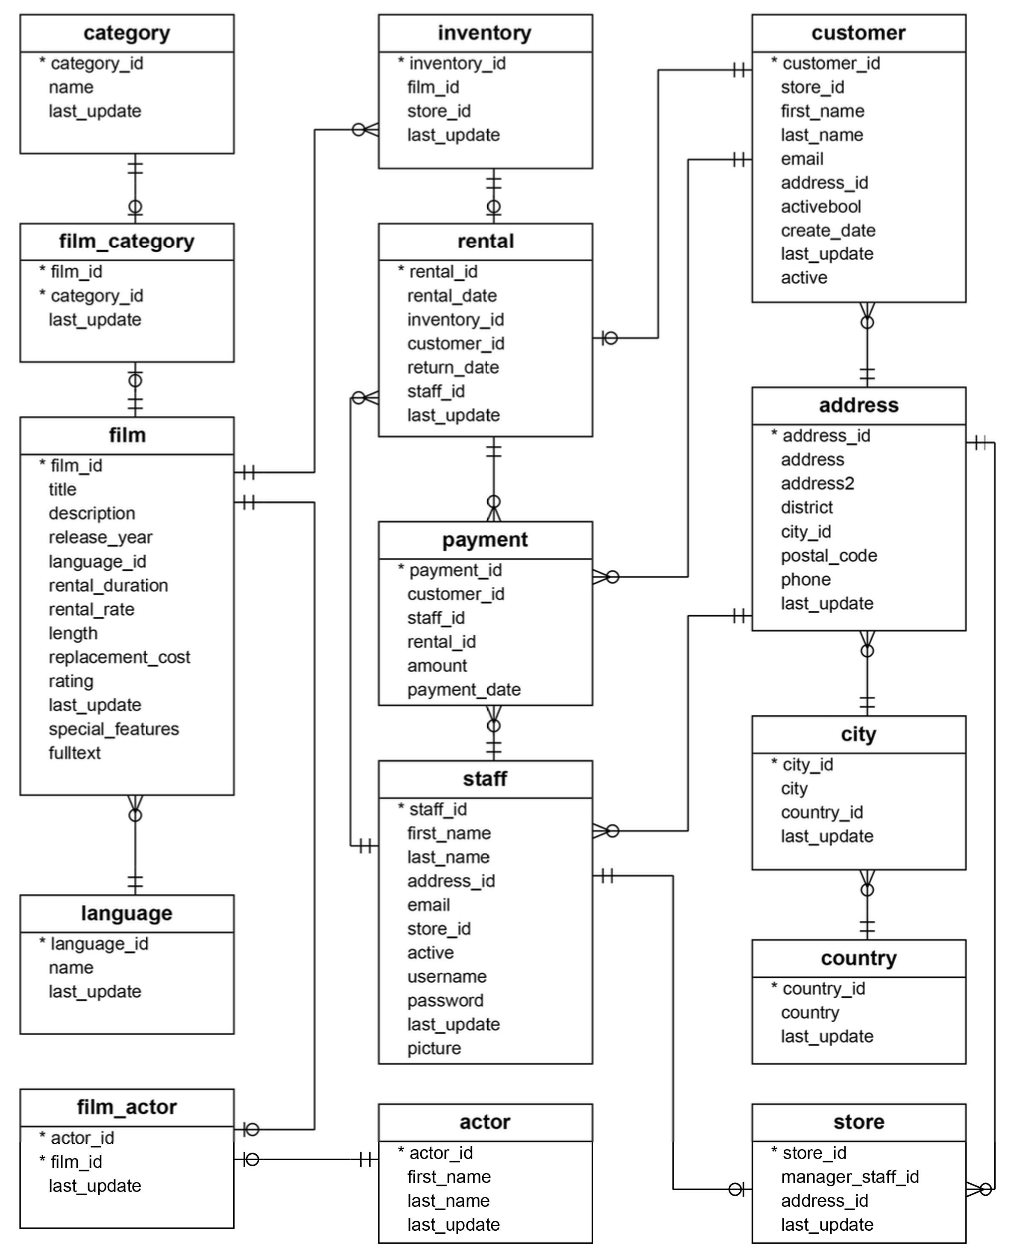 category
* category_id
name
last_update
film_category
* film_id
* category_id
last_update
film
* film_id
title
description
release_year
language_id
rental_duration
rental_rate
length
replacement_cost
rating
last_update
special_features
fulltext
language
* language_id
name
last_update
film_actor
* actor_id
* film_id
last_update
inventory
* inventory_id
film_id
store_id
last_update
rental
* rental_id
rental_date
inventory_id
customer_id
return_date
staff_id
last_update
payment
* payment_id
customer_id
staff_id
rental_id
amount
payment_date
staff
* staff_id
first_name
last_name
address_id
email
store_id
active
username
password
last_update
picture
actor
* actor_id
first_name
last_name
last_update
customer
* customer_id
store_id
first_name
last_name
email
address_id
activebool
create_date
last_update
active
address
* address_id
address
address2
district
city_id
postal_code
phone
last_update
city
* city_id
city
country_id
last_update
country
* country_id
country
last_update
store
* store_id
manager_staff_id
address_id
last_update